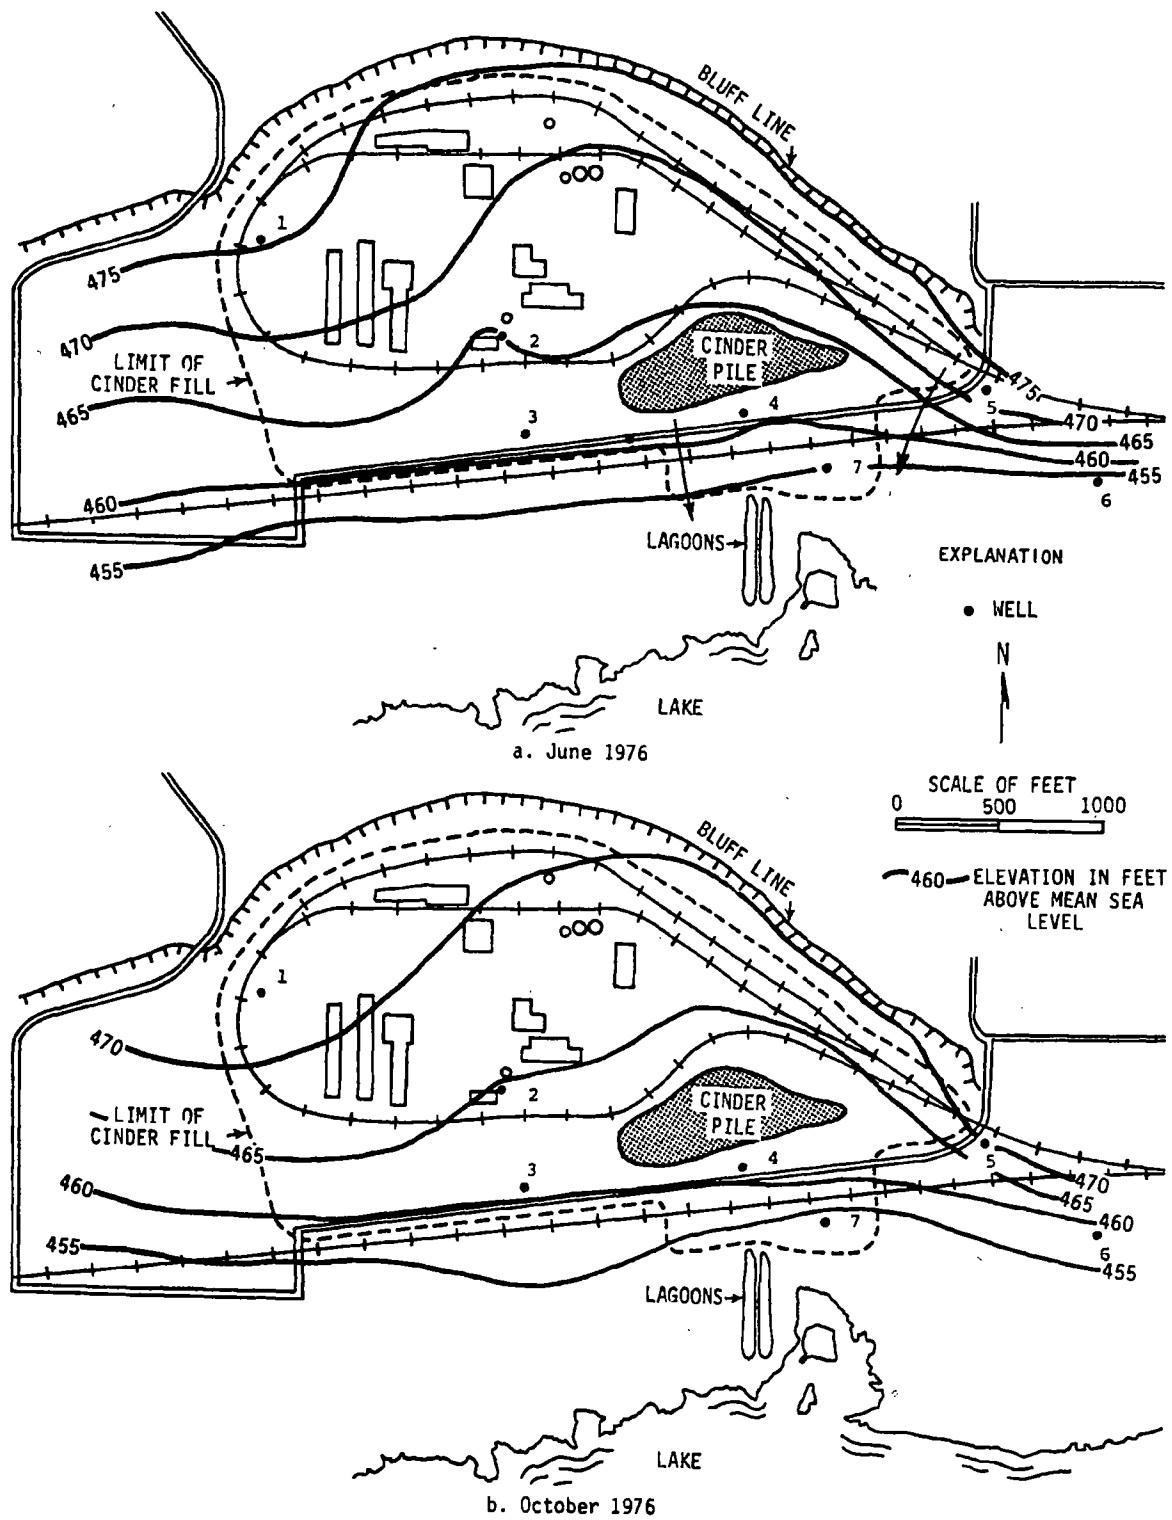 BLUFF LINE
1
475
470
LIMIT OF
CINDER FILL
465
460
455
2
3
CINDER
PILE
4
475
5
470
465
460
455
6
7
LAGOONS
EXPLANATION
WELL
N
LAKE
a. June 1976
SCALE OF FEET
0 500 1000
460 ELEVATION IN FEET
ABOVE MEAN SEA
LEVEL
BLUFF LINE
1
470
LIMIT OF
CINDER FILL
465
460
455
2
3
CINDER
PILE
4
5
470
465
460
6
455
7
LAGOONS
LAKE
b. October 1976